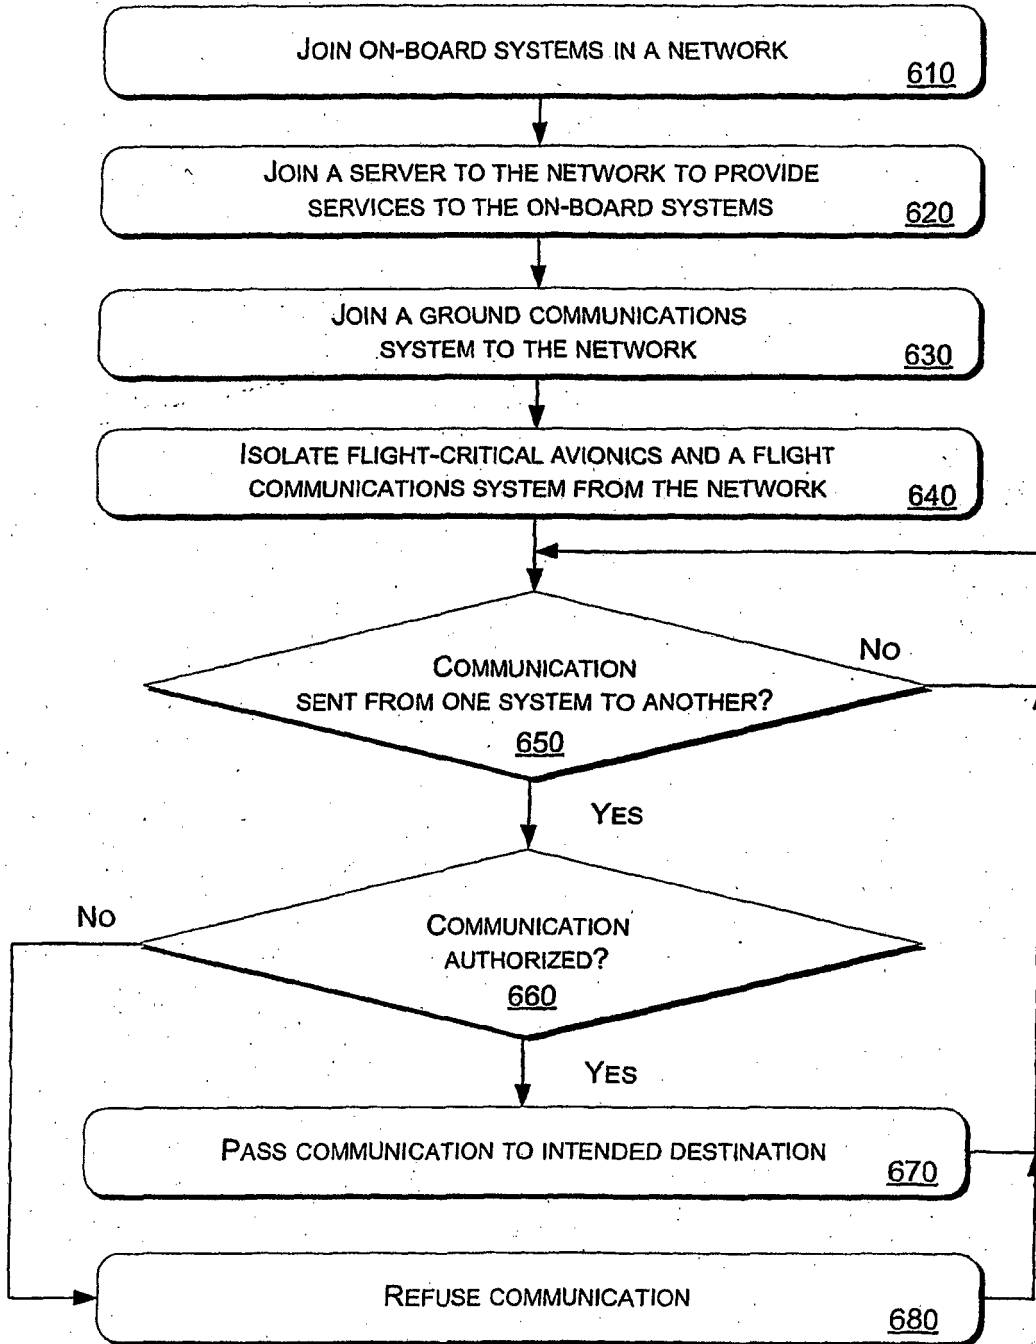 JOIN ON-BOARD SYSTEMS IN A NETWORK
610
JOIN A SERVER TO THE NETWORK TO PROVIDE
SERVICES TO THE ON-BOARD SYSTEMS
620
JOIN A GROUND COMMUNICATIONS
SYSTEM TO THE NETWORK
630
ISOLATE FLIGHT-CRITICAL AVIONICS AND A FLIGHT
COMMUNICATIONS SYSTEM FROM THE NETWORK
640
NO
COMMUNICATION
SENT FROM ONE SYSTEM TO ANOTHER?
650
YES
NO
COMMUNICATION
AUTHORIZED?
660
YES
PASS COMMUNICATION TO INTENDED DESTINATION
670
REFUSE COMMUNICATION
680